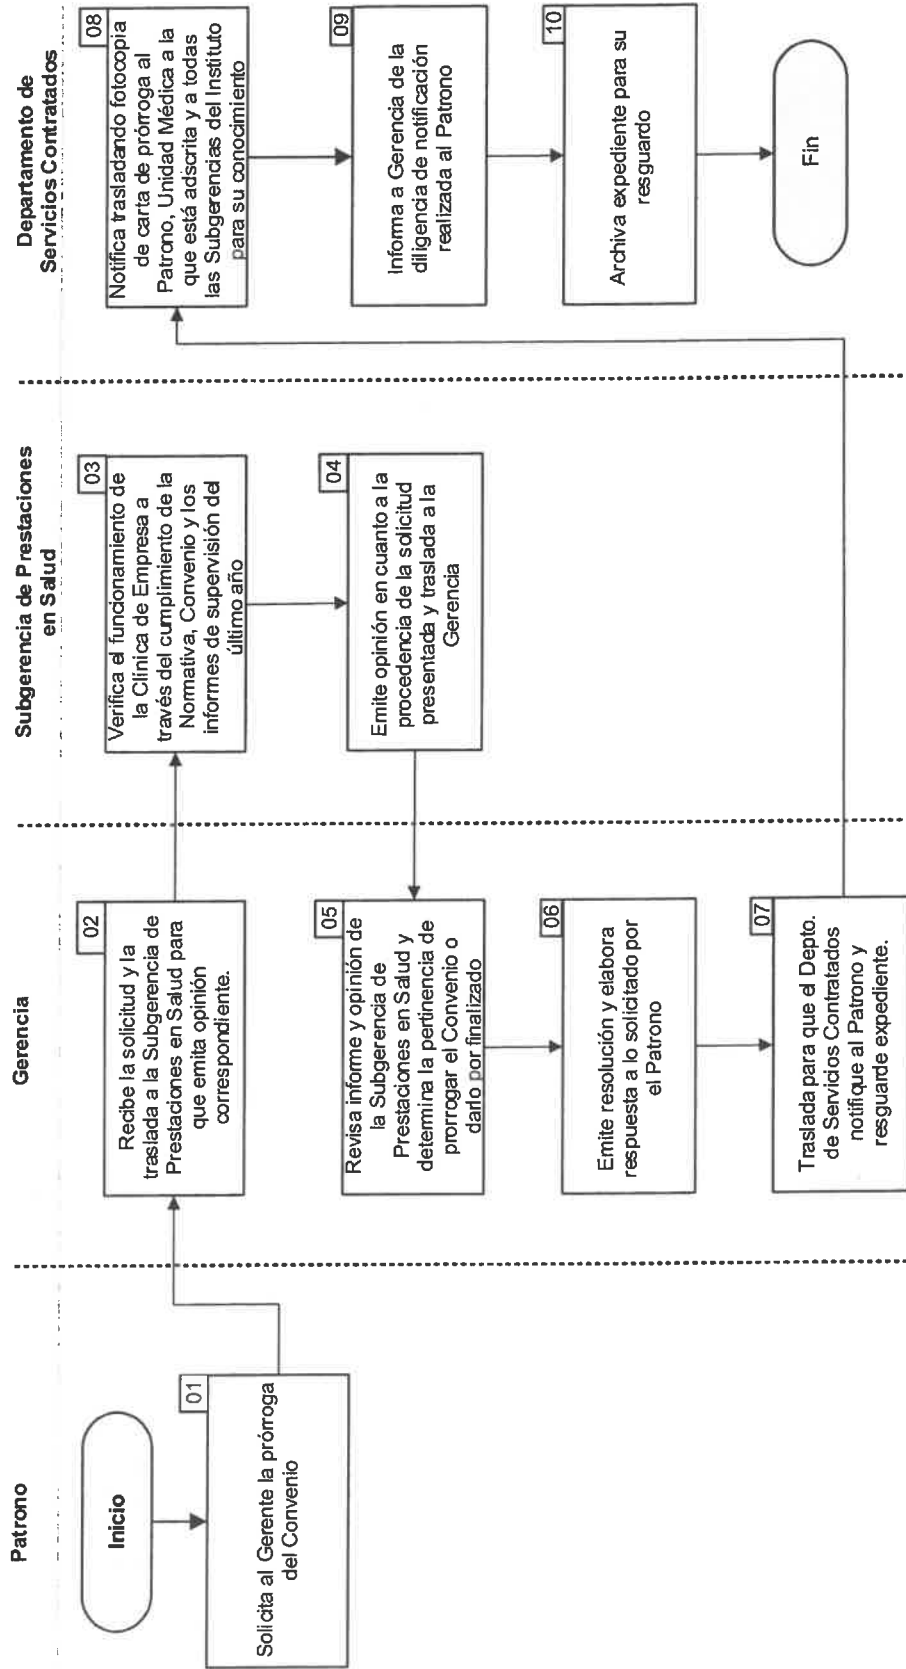 Patrono
Inicio
01
Solicita al Gerente la prórroga
del Convenio
Gerencia
02
Recibe la solicitud y la
traslada a la Subgerencia de
Prestaciones en Salud para
que emita opinión
correspondiente.
05
Revisa informe y opinión de
la Subgerencia de
Prestaciones en Salud y
determina la pertinencia de
prorrogar el Convenio o
darlo por finalizado
06
Emite resolución y elabora
respuesta a lo solicitado por
el Patrono
07
Traslada para que el Depto.
de Servicios Contratados
notifique al Patrono y
resguarde expediente.
Subgerencia de Prestaciones
en Salud
03
Verifica el funcionamiento de
la Clínica de Empresa a
través del cumplimiento de la
Normativa, Convenio y los
informes de supervisión del
último año
04
Emite opinión en cuanto a la
procedencia de la solicitud
presentada y traslada a la
Gerencia
Departamento de
Servicios Contratados
08
Notifica trasladando fotocopia
de carta de prórroga al
Patrono, Unidad Médica a la
que está adscrita y a todas
las Subgerencias del Instituto
para su conocimiento
09
Informa a Gerencia de la
diligencia de notificación
realizada al Patrono
10
Archiva expediente para su
resguardo
Fin